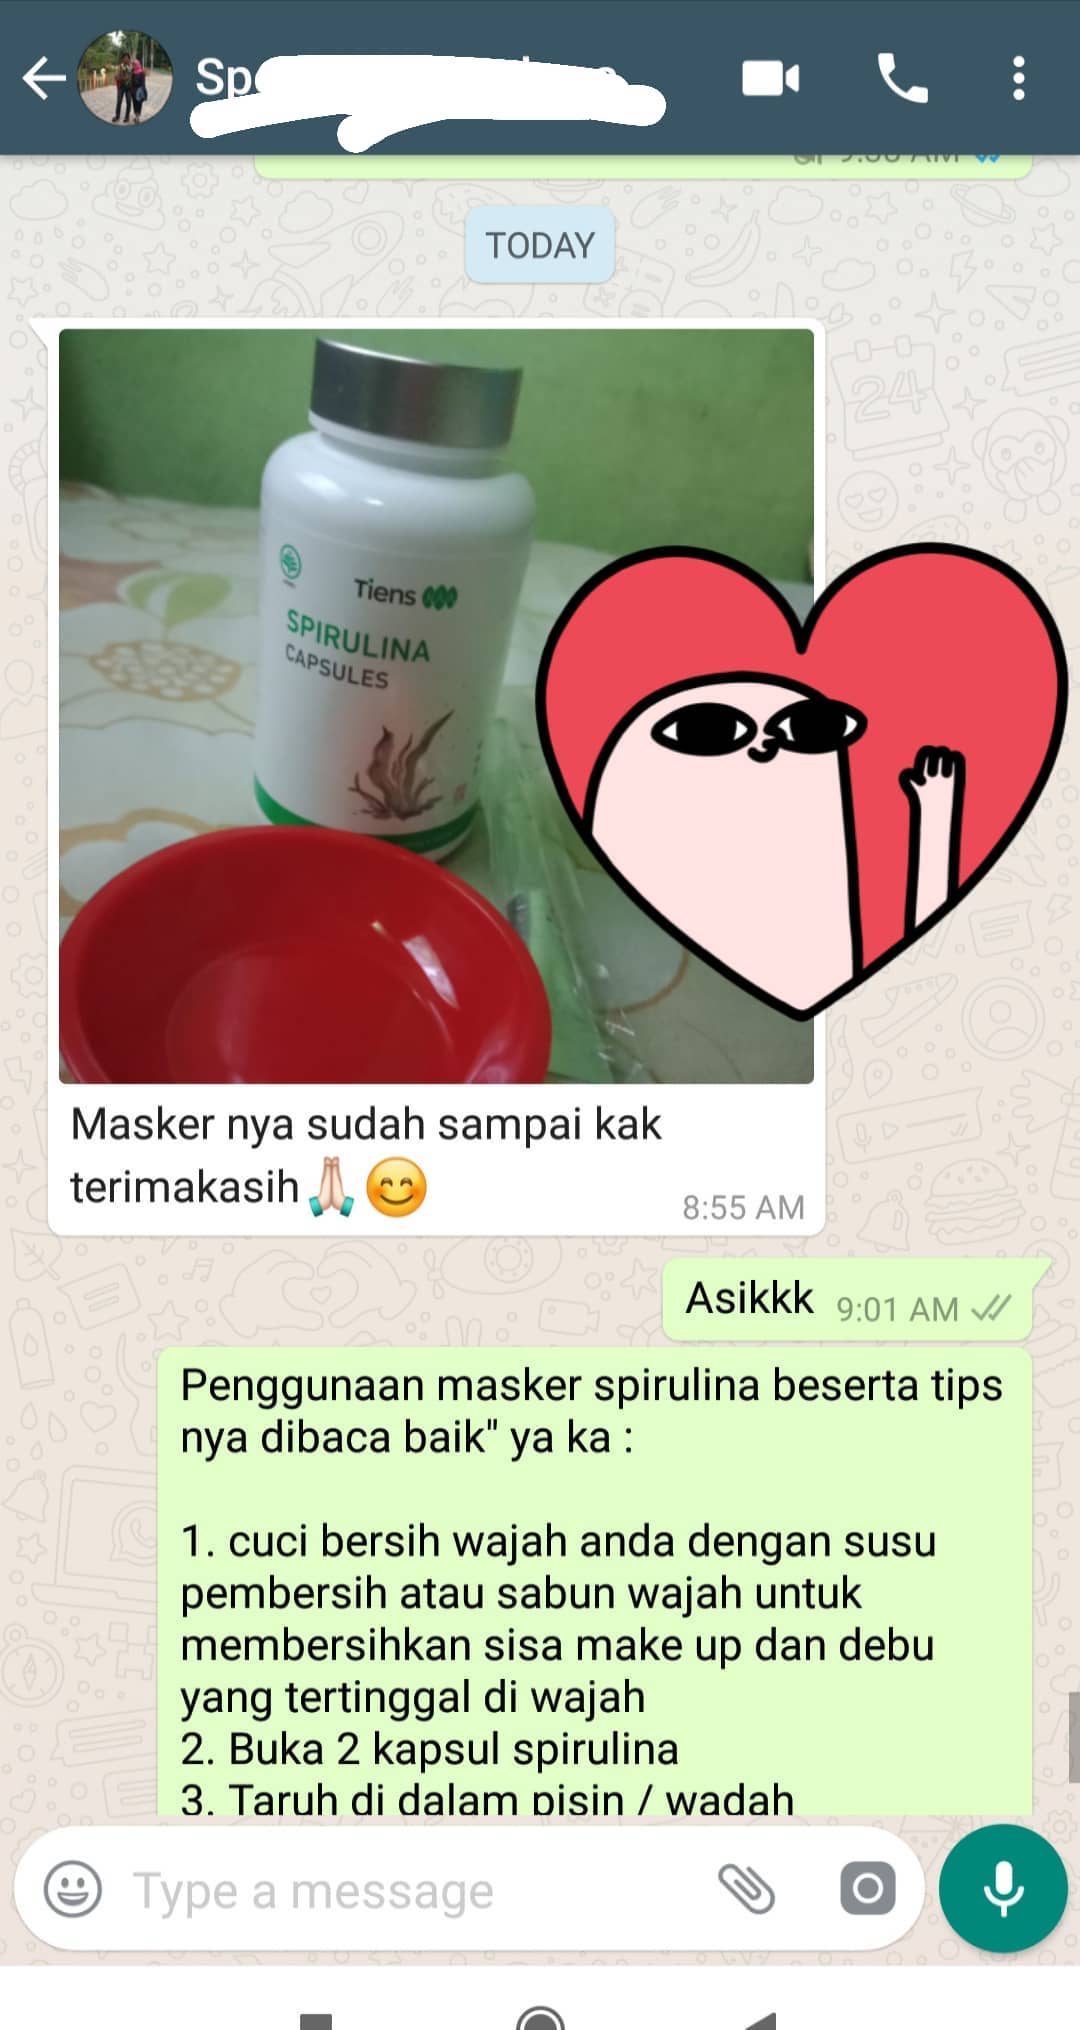 Sp
TODAY
Tiens
SPIRULINA
CAPSULES
Masker nya sudah sampai kak
terimakasih🙏🏻😊
8:55 AM
Asikkk 9:01 AM
Penggunaan masker spirulina beserta tips
nya dibaca baik" ya ka :
1. cuci bersih wajah anda dengan susu
pembersih atau sabun wajah untuk
membersihkan sisa make up dan debu
yang tertinggal di wajah
2. Buka 2 kapsul spirulina
3. Taruh di dalam pisin / wadah
Type a message